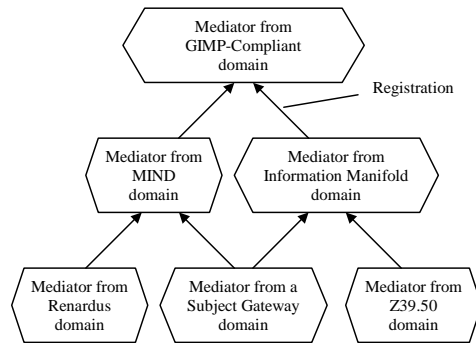 Mediator from
GIMP-Compliant
domain
Registration
Mediator from
MIND
domain
Mediator from
Information Manifold
domain
Mediator from
Renardus
domain
Mediator from a
Subject Gateway
domain
Mediator from
Z39.50
domain